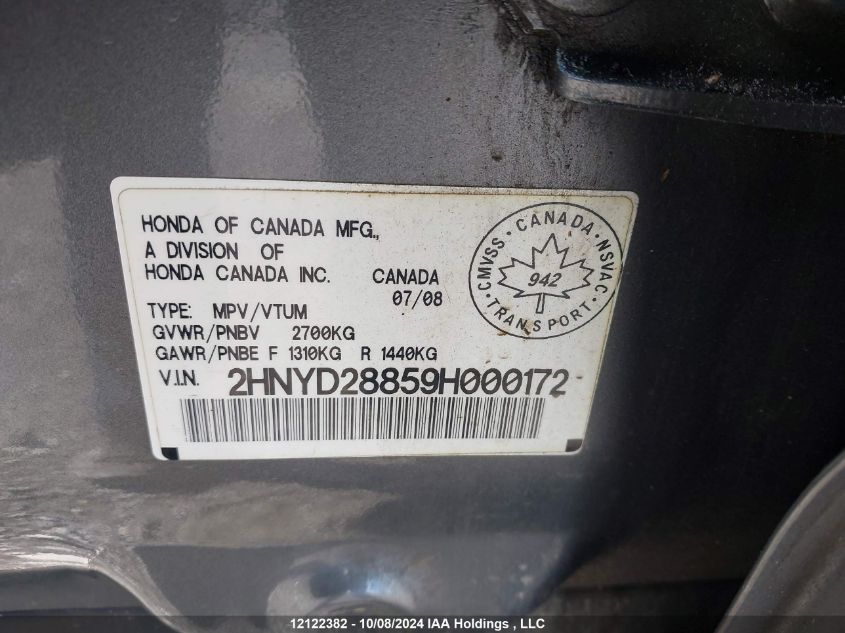 HONDA OF CANADA MFG.,
A DIVISION OF
HONDA CANADA INC. CANADA
07/08
TYPE: MPV/VTUM
GVWR/PNBV 2700KG
GAWR/PNBE F 1310KG R 1440KG
V.I.N. 2HNYD28859H000172
CMVSS · CANADA · NSVAC
942
· TRANSPORT ·
12122382 - 10/08/2024 IAA Holdings , LLC